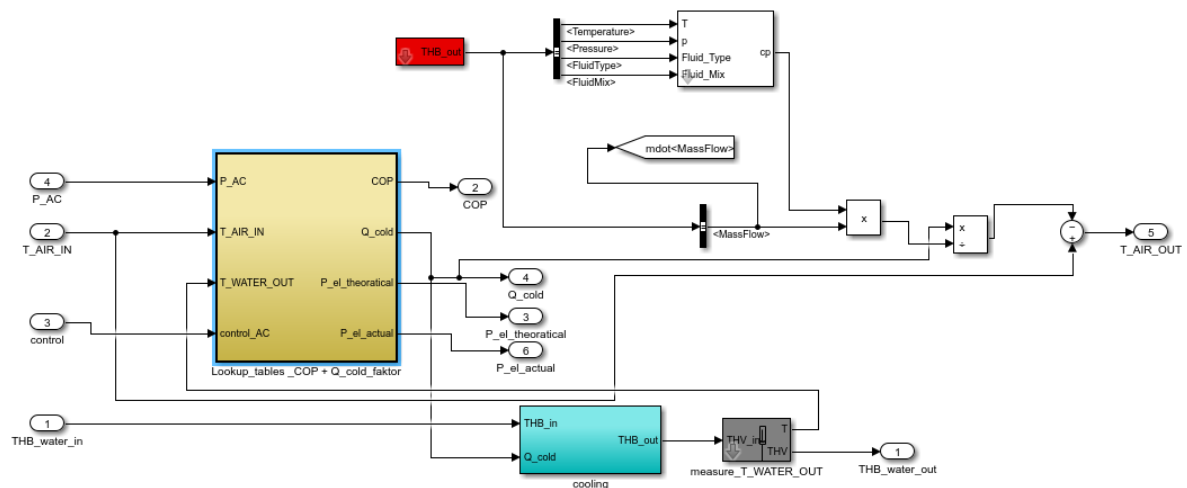 THB_out
<Temperature>
<Pressure>
<FluidType>
<FluidMix>
T
p
Fluid_Type
Fluid_Mix
cp
mdot<MassFlow>
<MassFlow>
x
x
÷
−
+
5
T_AIR_OUT
4
P_AC
2
T_AIR_IN
3
control
P_AC
T_AIR_IN
T_WATER_OUT
control_AC
COP
Q_cold
P_el_theoratical
P_el_actual
Lookup_tables _COP + Q_cold_faktor
2
COP
4
Q_cold
3
P_el_theoratical
6
P_el_actual
1
THB_water_in
THB_in
Q_cold
THB_out
cooling
THV_in
T
THV
measure_T_WATER_OUT
1
THB_water_out